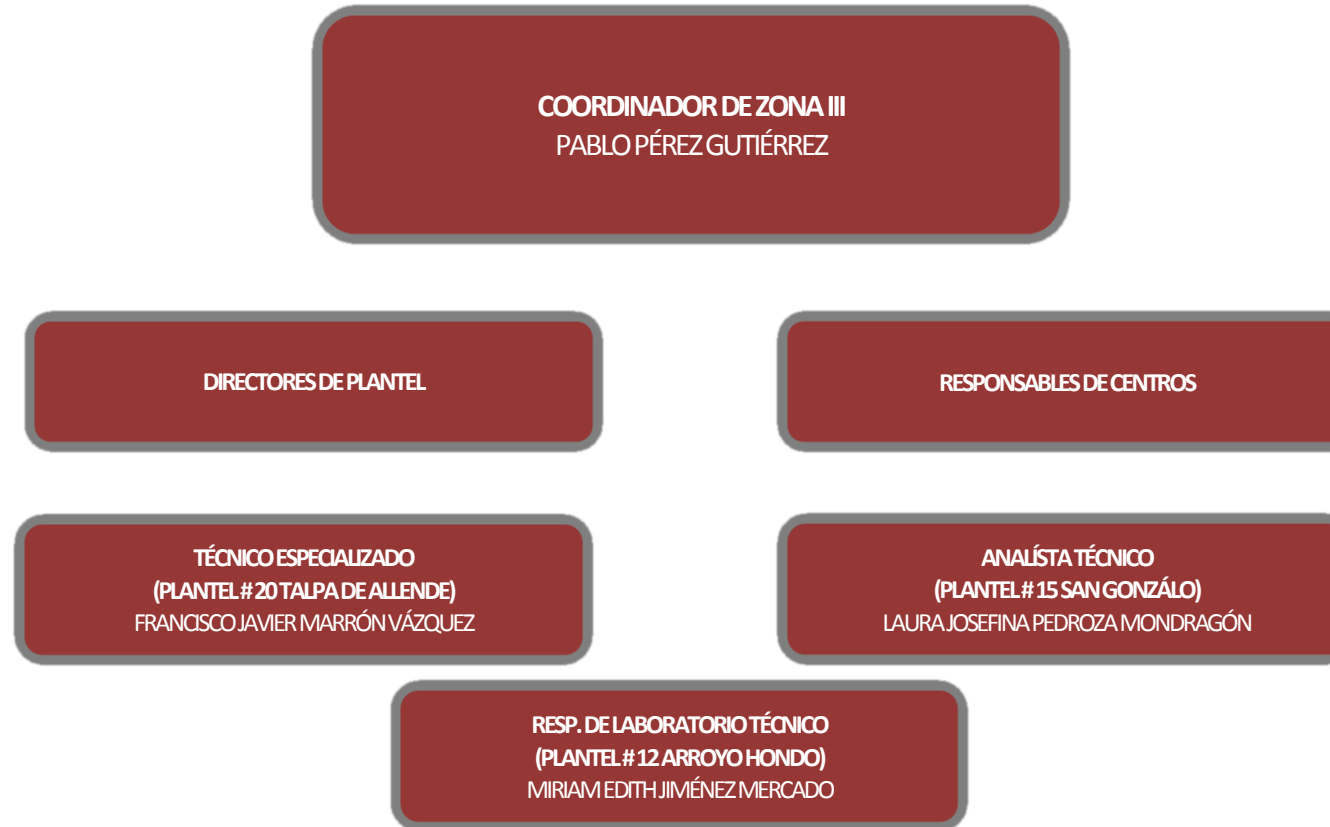 COORDINADOR DE ZONA III
PABLO PÉREZ GUTIÉRREZ
DIRECTORES DE PLANTEL
RESPONSABLES DE CENTROS
TÉCNICO ESPECIALIZADO
(PLANTEL # 20 TALPA DE ALLENDE)
FRANCISCO JAVIER MARRÓN VÁZQUEZ
ANALÍSTA TÉCNICO
(PLANTEL # 15 SAN GONZÁLO)
LAURA JOSEFINA PEDROZA MONDRAGÓN
RESP. DE LABORATORIO TÉCNICO
(PLANTEL # 12 ARROYO HONDO)
MIRIAM EDITH JIMÉNEZ MERCADO